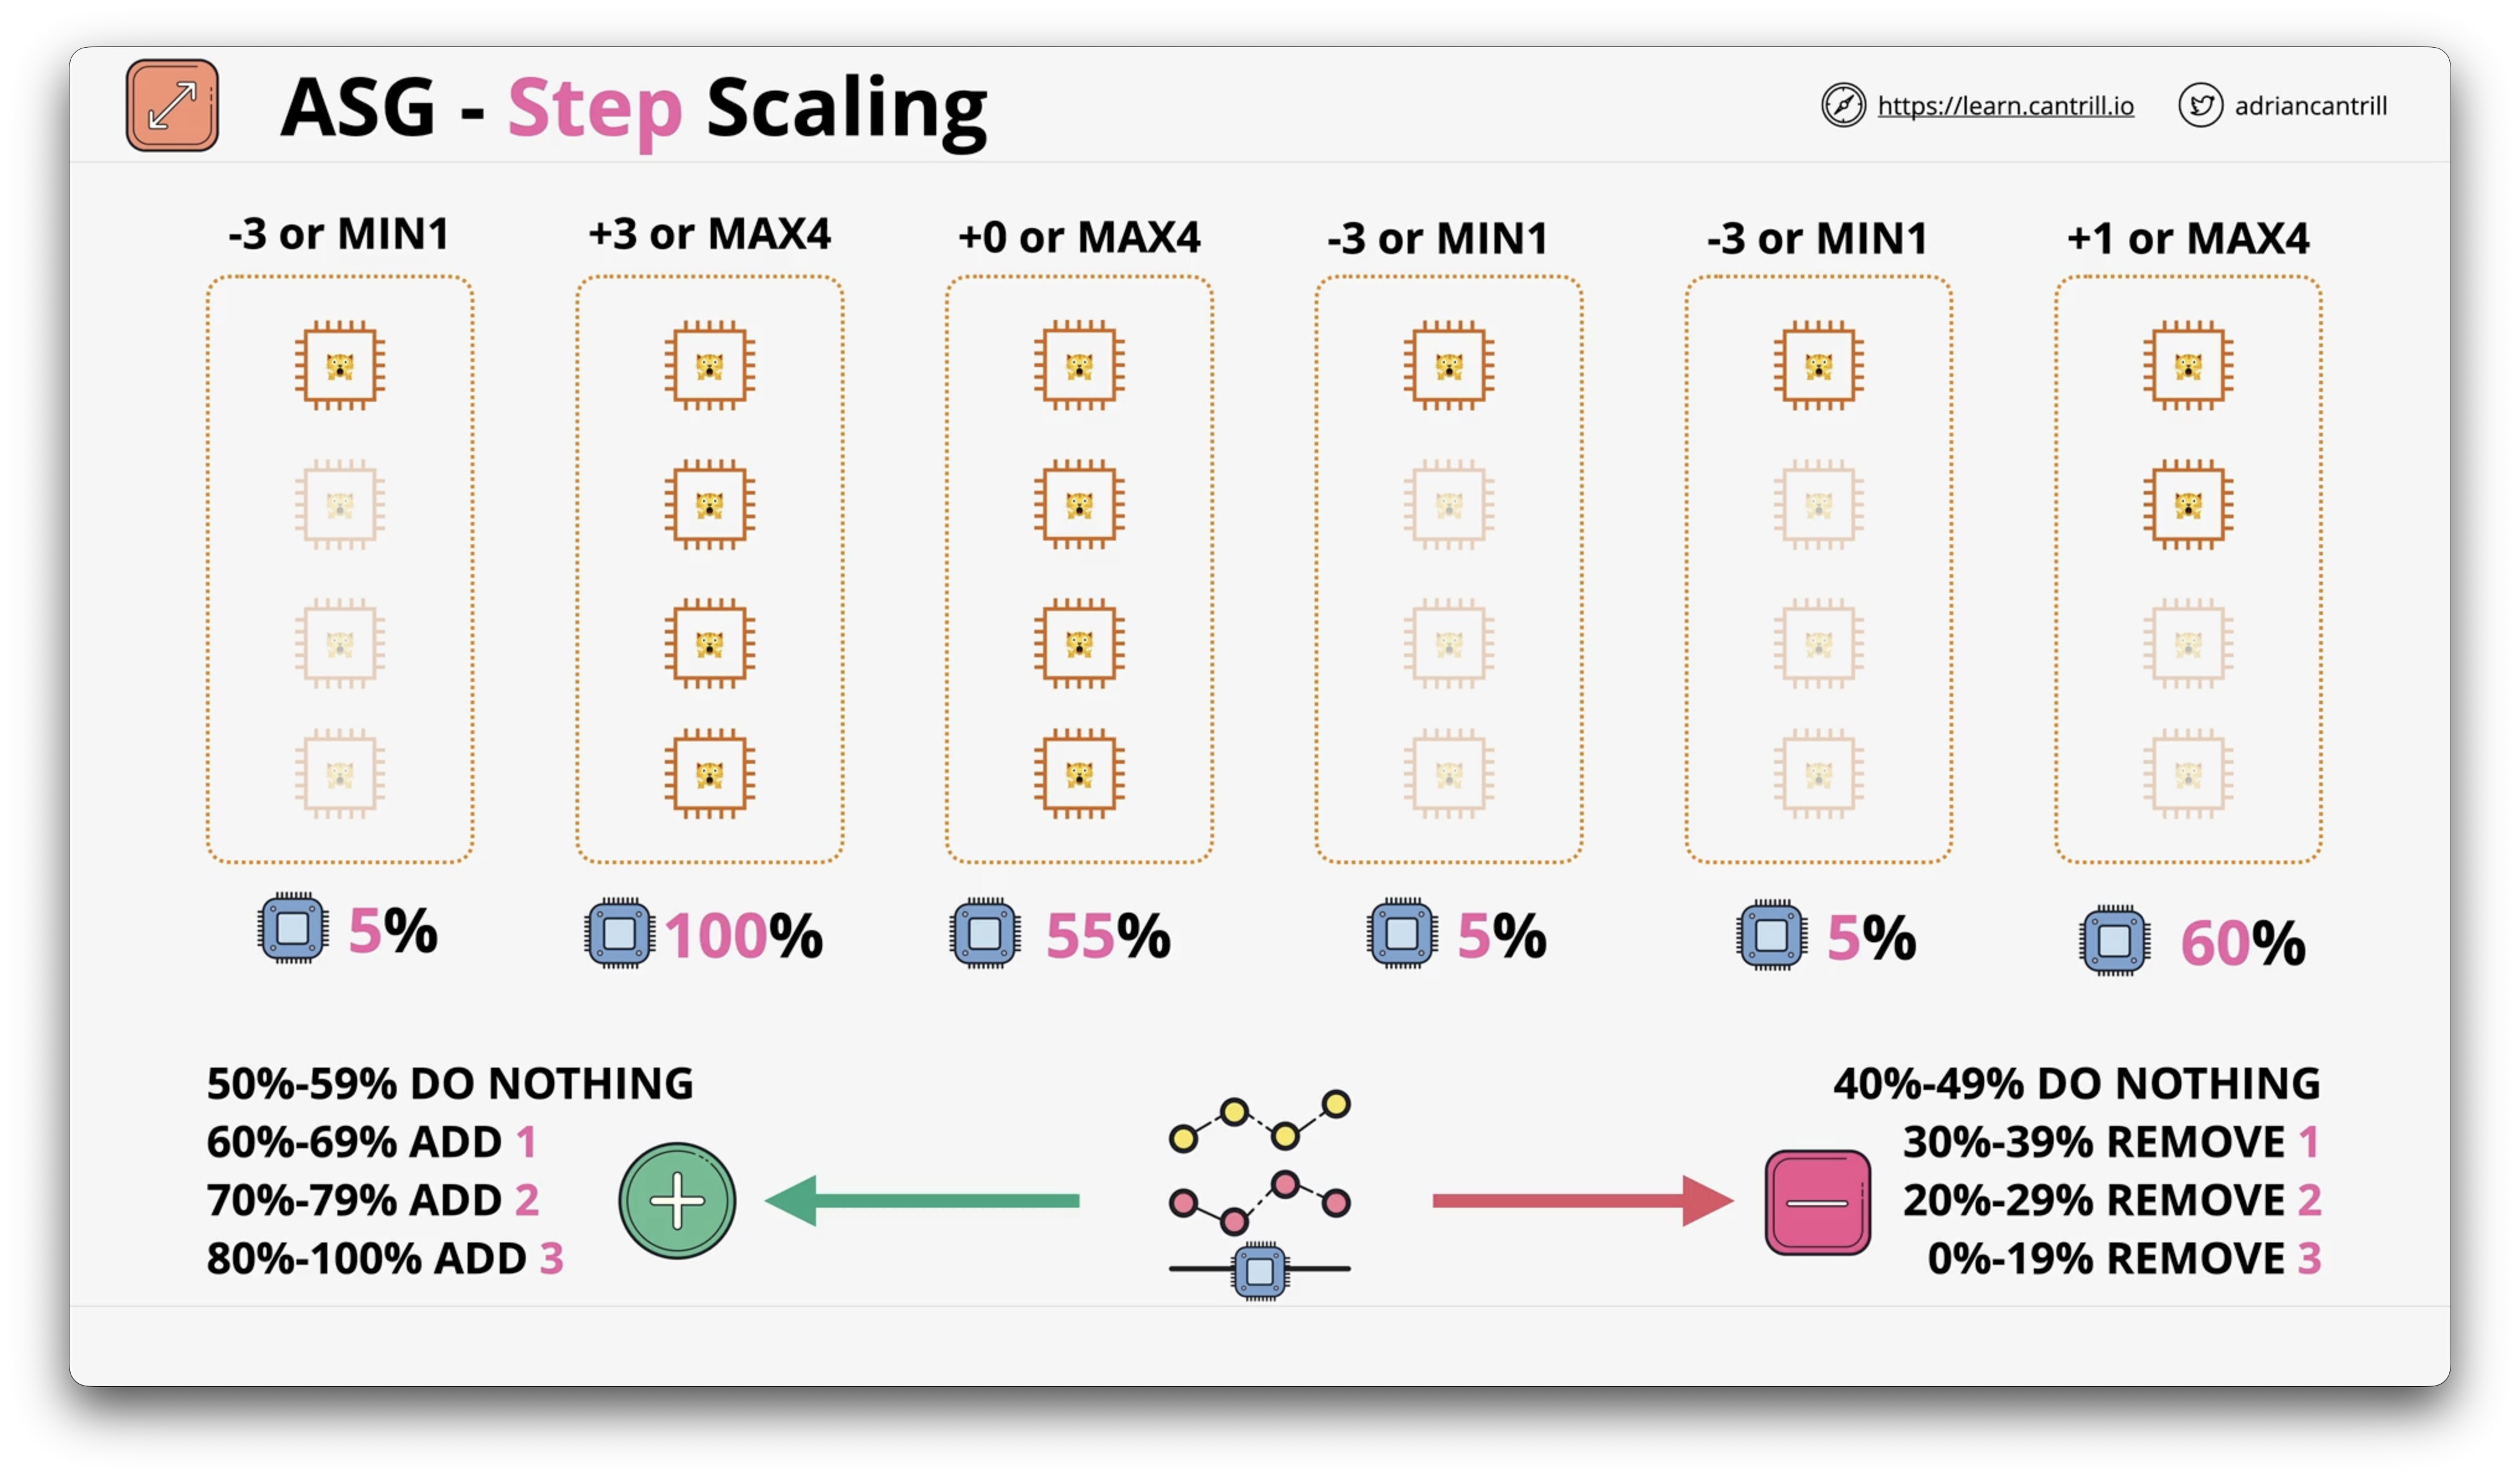 ASG - Step Scaling
https://learn.cantrill.io
adriancantrill
-3 or MIN1
+3 or MAX4
+0 or MAX4
-3 or MIN1
-3 or MIN1
+1 or MAX4
5%
100%
55%
5%
5%
60%
50%-59% DO NOTHING
60%-69% ADD 1
70%-79% ADD 2
80%-100% ADD 3
40%-49% DO NOTHING
30%-39% REMOVE 1
20%-29% REMOVE 2
0%-19% REMOVE 3